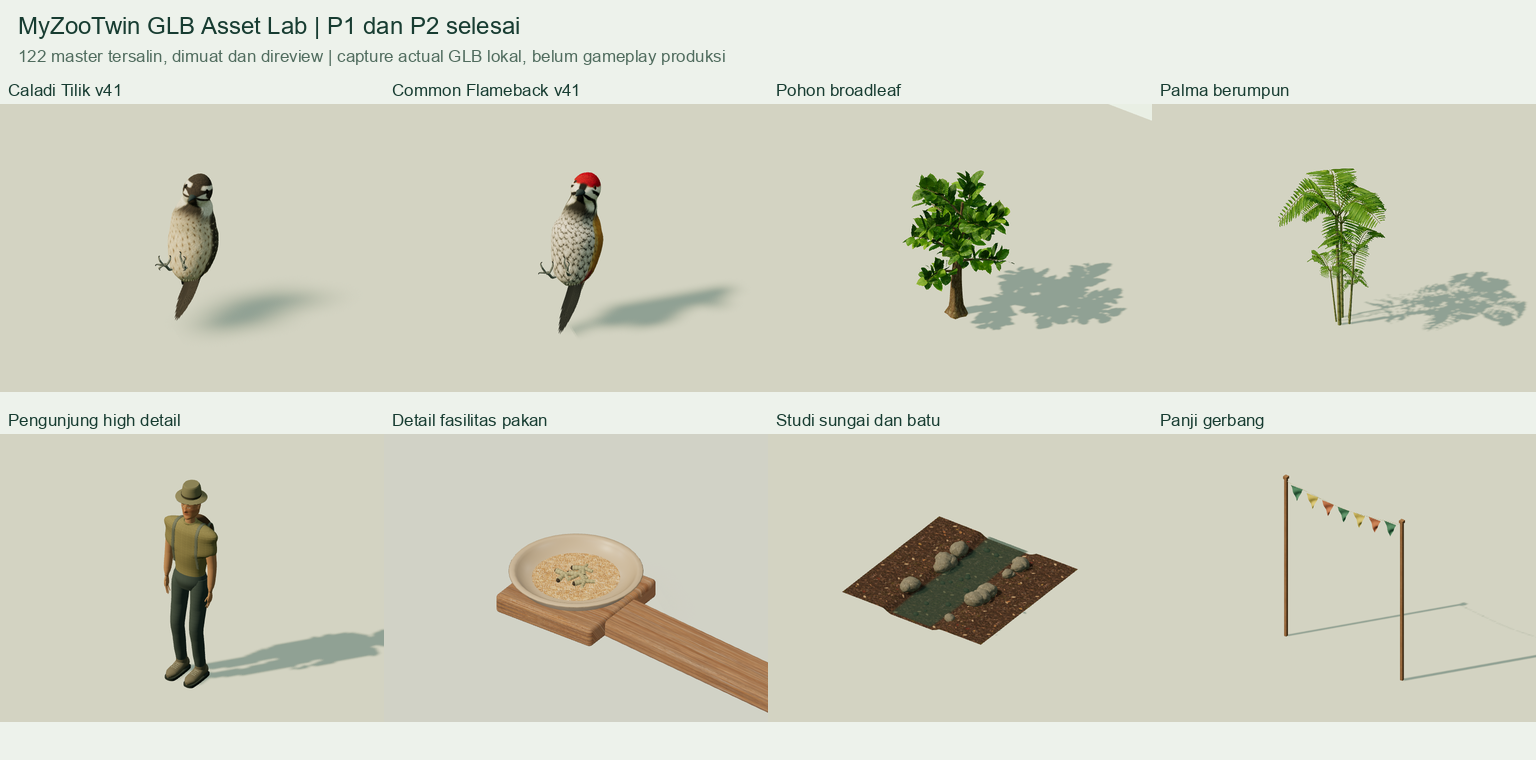 MyZooTwin GLB Asset Lab | P1 dan P2 selesai
122 master tersalin, dimuat dan direview | capture actual GLB lokal, belum gameplay produksi
Caladi Tilik v41
Common Flameback v41
Pohon broadleaf
Palma berumpun
Pengunjung high detail
Detail fasilitas pakan
Studi sungai dan batu
Panji gerbang